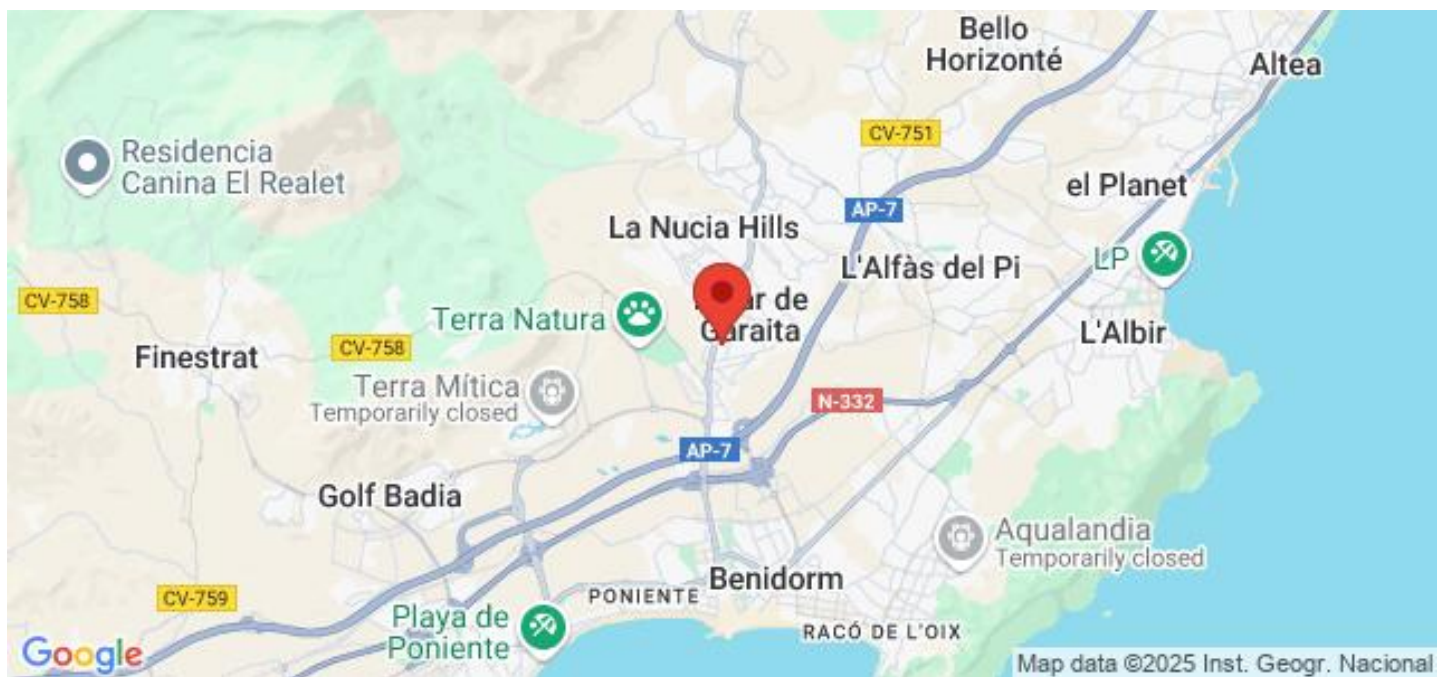 Bello
Horizonté
Altea
CV-751
Residencia
Canina El Realet
el Planet
AP-7
La Nucia Hills
LP
L'Alfàs del Pi
CV-758
Terra Natura
ar de
Garaita
L'Albir
Finestrat
CV-758
Terra Mítica
Temporarily closed
N-332
AP-7
Golf Badia
Aqualandia
Temporarily closed
Benidorm
CV-759
PONIENTE
Playa de
Poniente
RACÓ DE L'OIX
Google
Map data ©2025 Inst. Geogr. Nacional